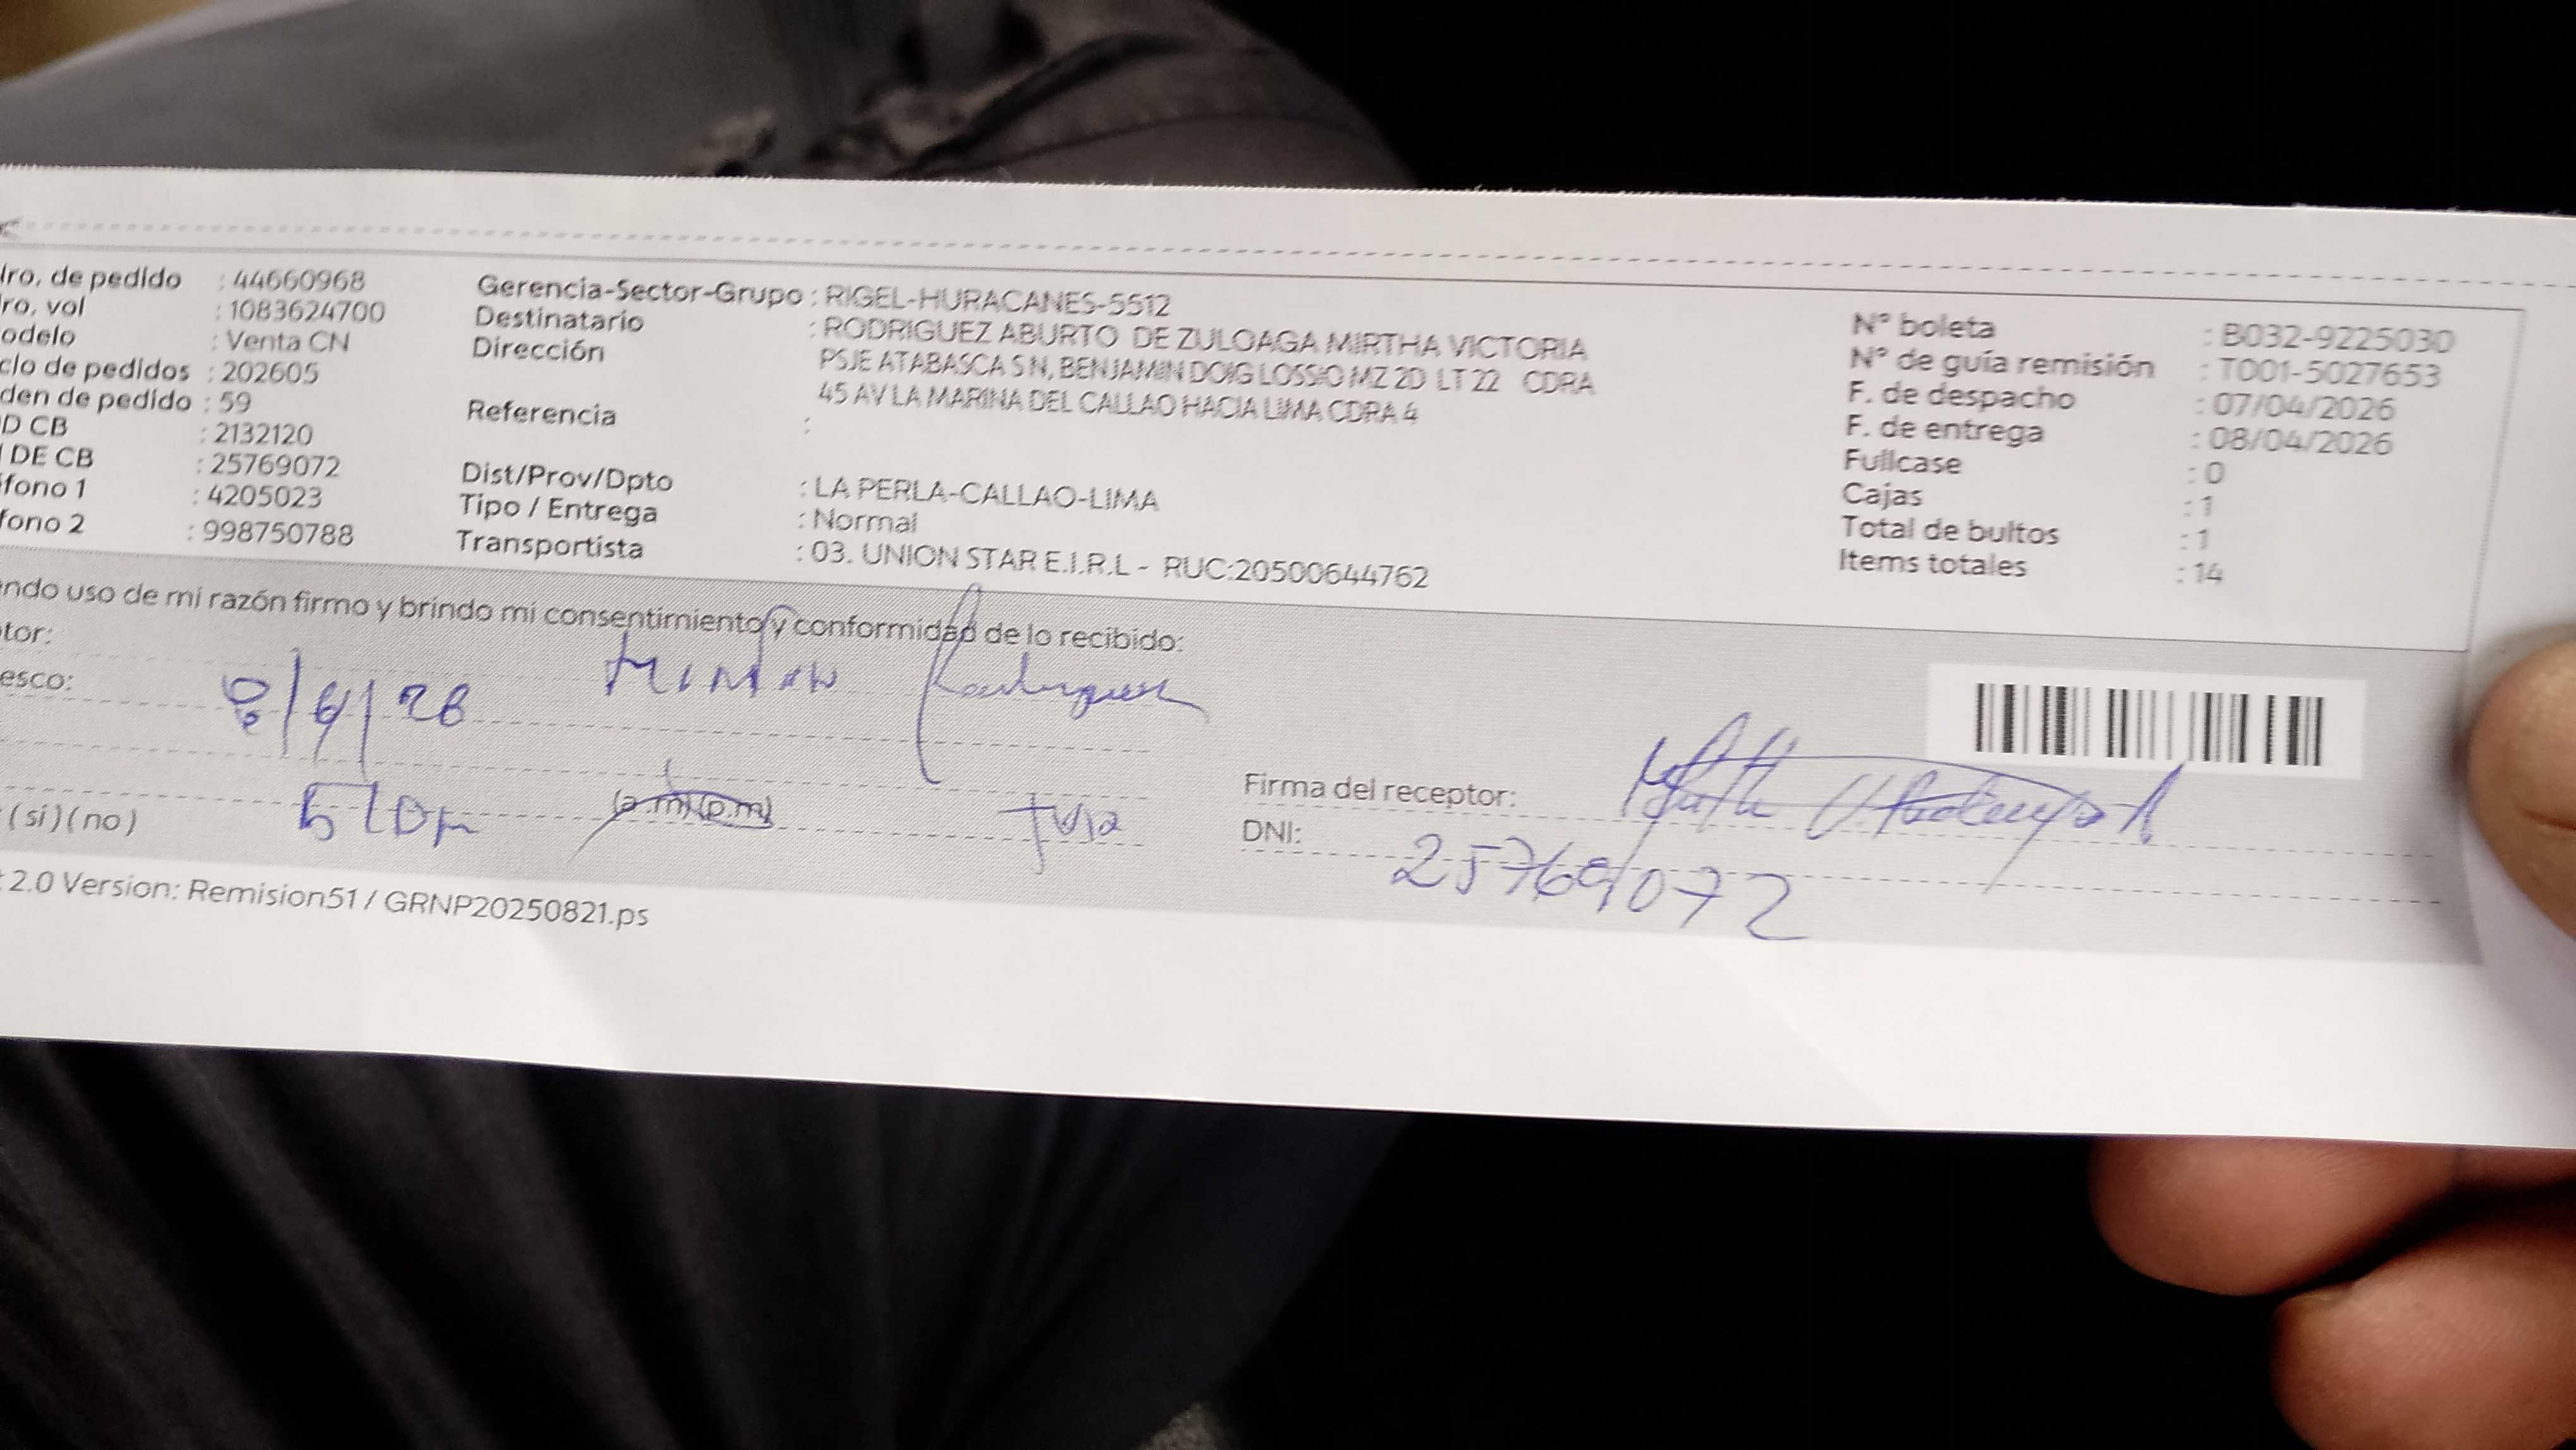 ro. de pedido : 44660968
ro. vol : 1083624700
odelo : Venta CN
clo de pedidos : 202605
den de pedido : 59
D CB : 2132120
DE CB : 25769072
fono 1 : 4205023
fono 2 : 998750788
Gerencia-Sector-Grupo : RIGEL-HURACANES-5512
Destinatario : RODRIGUEZ ABURTO DE ZULOAGA MIRTHA VICTORIA
Dirección PSJE ATABASCA S N, BENJAMIN DOIG LOSSIO MZ 2D LT 22 CDRA
45 AV LA MARINA DEL CALLAO HACIA LIMA CDRA 4
Referencia :
Dist/Prov/Dpto : LA PERLA-CALLAO-LIMA
Tipo / Entrega : Normal
Transportista : 03. UNION STAR E.I.R.L - RUC:20500644762
N° boleta : B032-9225030
N° de guía remisión : T001-5027653
F. de despacho : 07/04/2026
F. de entrega : 08/04/2026
Fullcase : 0
Cajas : 1
Total de bultos : 1
Items totales : 14
ndo uso de mi razón firmo y brindo mi consentimiento y conformidad de lo recibido:
tor:
esco:
(a.m)(p.m)
(si)(no)
Firma del receptor:
DNI: 25769072
2.0 Version: Remision51 / GRNP20250821.ps